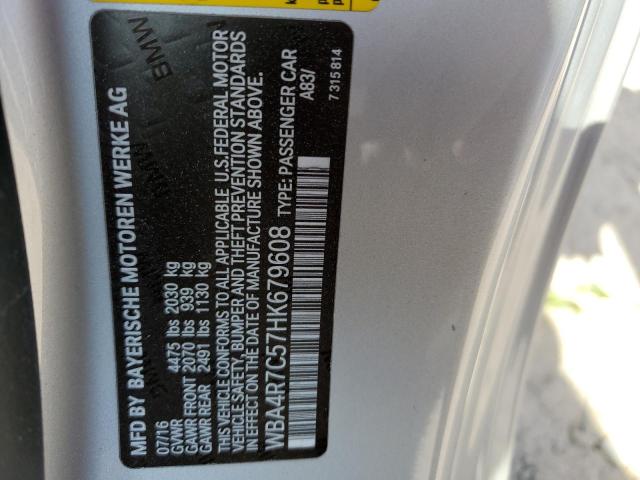 MFD BY BAYERISCHE MOTOREN WERKE AG
07/16
GVWR 4475 lbs 2030 kg
GAWR FRONT 2070 lbs 939 kg
GAWR REAR 2491 lbs 1130 kg
THIS VEHICLE CONFORMS TO ALL APPLICABLE U.S.FEDERAL MOTOR
VEHICLE SAFETY, BUMPER AND THEFT PREVENTION STANDARDS
IN EFFECT ON THE DATE OF MANUFACTURE SHOWN ABOVE.
WBA4R7C57HK679608 TYPE: PASSENGER CAR
A83/
7 315 814
BMW
BMW
BMW